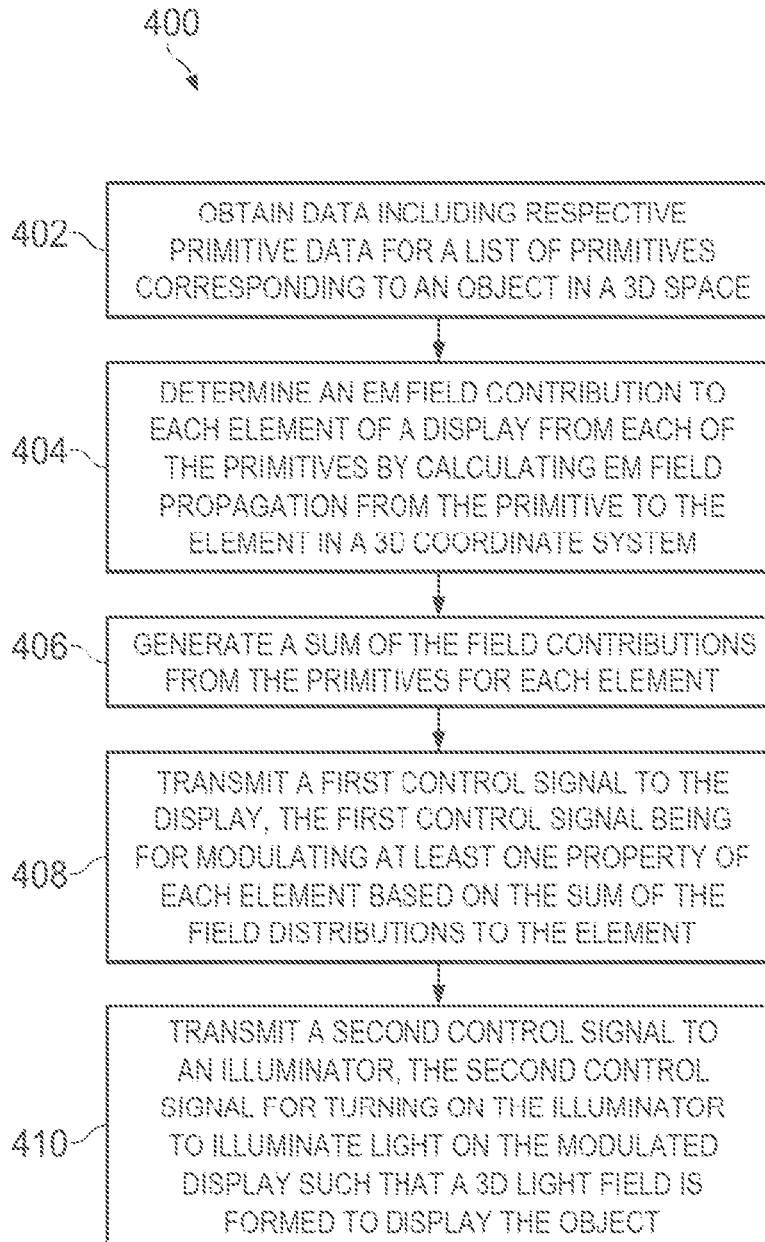 400
402
OBTAIN DATA INCLUDING RESPECTIVE
PRIMITIVE DATA FOR A LIST OF PRIMITIVES
CORRESPONDING TO AN OBJECT IN A 3D SPACE
404
DETERMINE AN EM FIELD CONTRIBUTION TO
EACH ELEMENT OF A DISPLAY FROM EACH OF
THE PRIMITIVES BY CALCULATING EM FIELD
PROPAGATION FROM THE PRIMITIVE TO THE
ELEMENT IN A 3D COORDINATE SYSTEM
406
GENERATE A SUM OF THE FIELD CONTRIBUTIONS
FROM THE PRIMITIVES FOR EACH ELEMENT
408
TRANSMIT A FIRST CONTROL SIGNAL TO THE
DISPLAY, THE FIRST CONTROL SIGNAL BEING
FOR MODULATING AT LEAST ONE PROPERTY OF
EACH ELEMENT BASED ON THE SUM OF THE
FIELD DISTRIBUTIONS TO THE ELEMENT
410
TRANSMIT A SECOND CONTROL SIGNAL TO
AN ILLUMINATOR, THE SECOND CONTROL
SIGNAL FOR TURNING ON THE ILLUMINATOR
TO ILLUMINATE LIGHT ON THE MODULATED
DISPLAY SUCH THAT A 3D LIGHT FIELD IS
FORMED TO DISPLAY THE OBJECT